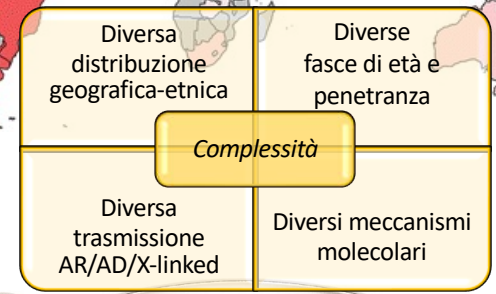 Diversa
distribuzione
geografica-etnica
Diverse
fasce di età e
penetranza
Complessità
Diversa
trasmissione
AR/AD/X-linked
Diversi meccanismi
molecolari